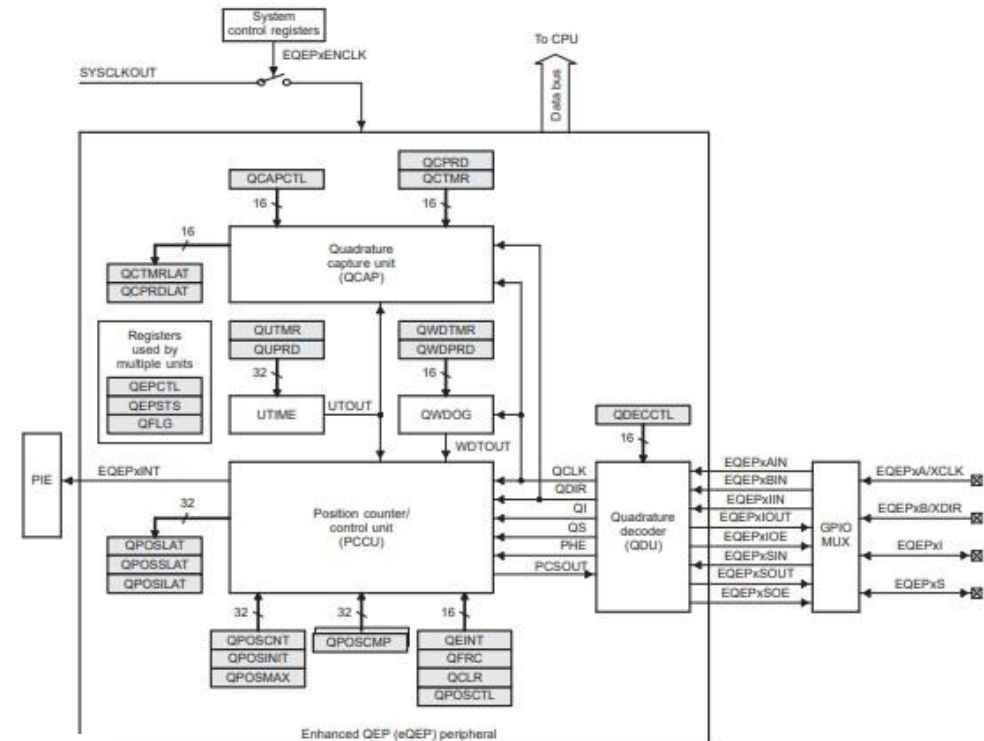 System
control registers
To CPU
EQEPxENCLK
SYSCLKOUT
Data bus
QCPRD
QCAPCTL
QCTMR
16
16
16
Quadrature
capture unit
(QCAP)
QCTMRLAT
QCPRDLAT
Registers
used by
multiple units
QUTMR
QWDTMR
QUPRD
QWDPRD
QEPCTL
QEPSTS
QFLG
32
16
UTIME
UTOUT
QWDOG
QDECCTL
WDTOUT
16
PIE
EQEPxINT
QCLK
QDIR
QI
QS
PHE
PCSOUT
32
Position counter/
control unit
(PCCU)
Quadrature
decoder
(QDU)
EQEPxAIN
EQEPxBIN
EQEPxIIN
EQEPxIOUT
EQEPxIOE
EQEPxSIN
EQEPxSOUT
EQEPxSOE
GPIO
MUX
EQEPxA/XCLK
EQEPxB/XDIR
EQEPxI
EQEPxS
QPOSLAT
QPOSSLAT
QPOSILAT
32
32
16
QPOSCNT
QPOSINIT
QPOSMAX
QPOSCMP
QEINT
QFRC
QCLR
QPOSCTL
Enhanced QEP (eQEP) peripheral